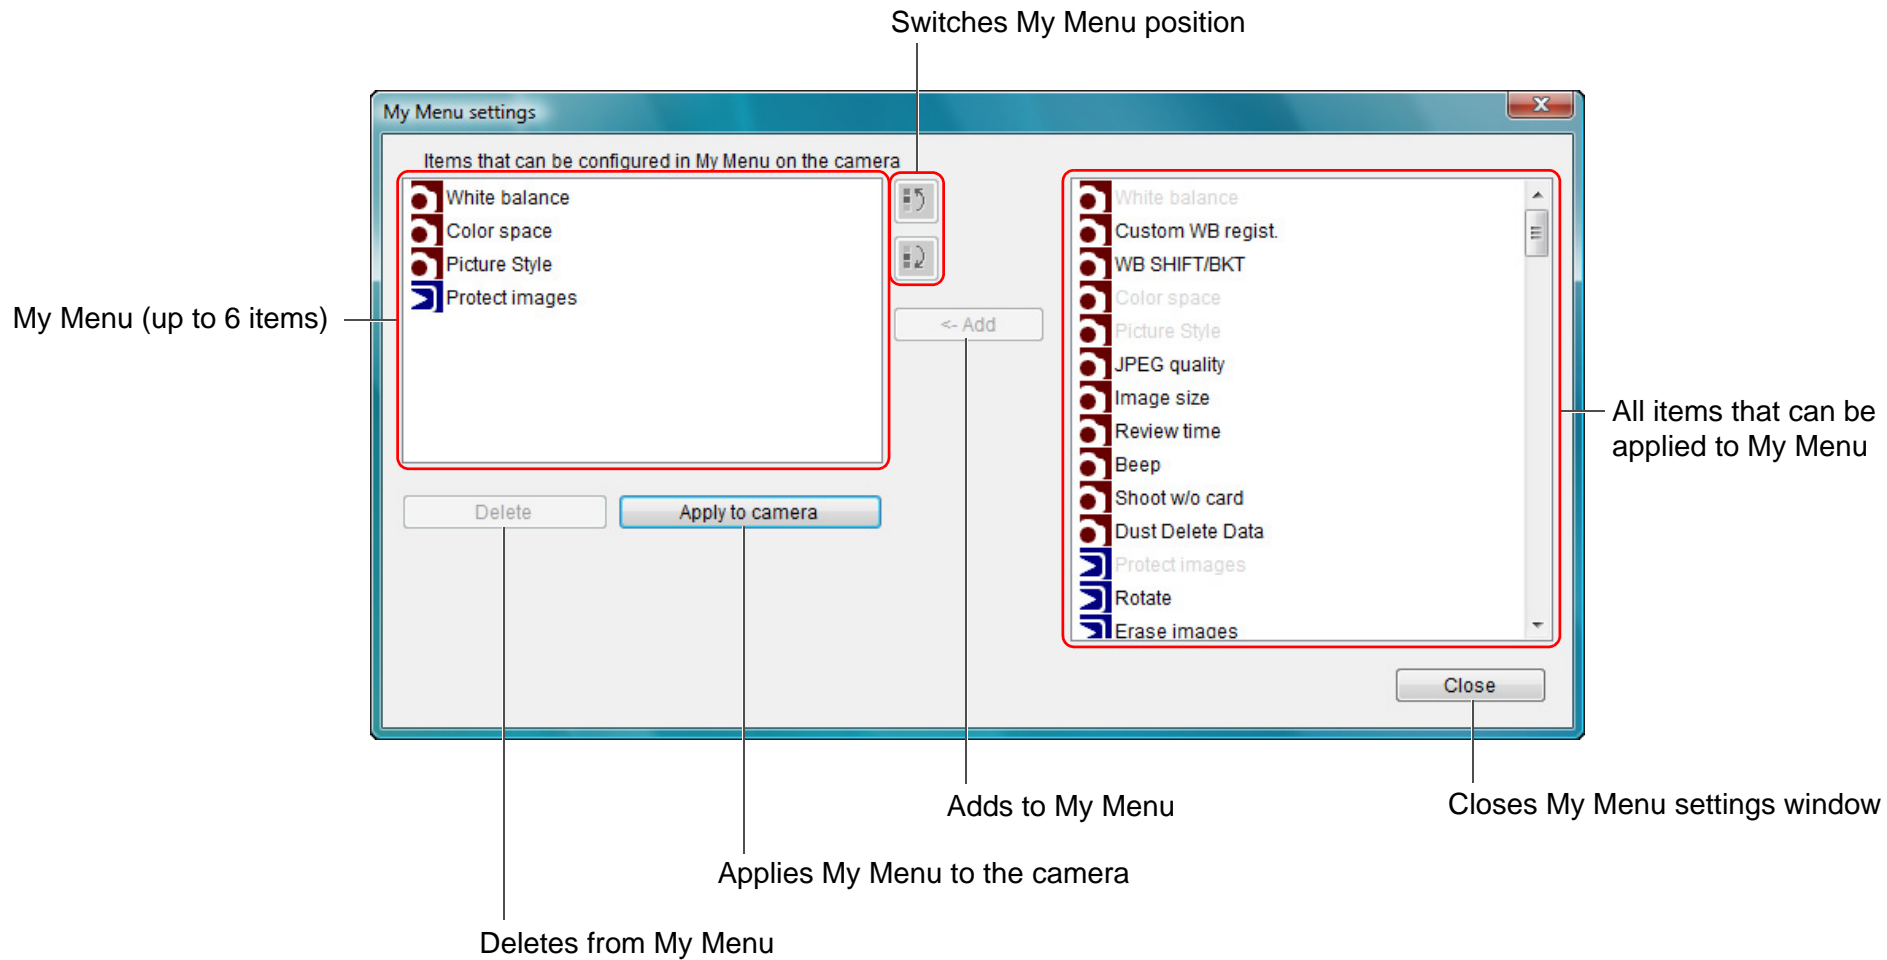 Switches My Menu position
My Menu settings
Items that can be configured in My Menu on the camera
White balance
Color space
Picture Style
Protect images
My Menu (up to 6 items)
<- Add
White balance
Custom WB regist.
WB SHIFT/BKT
Color space
Picture Style
JPEG quality
Image size
Review time
Beep
Shoot w/o card
Dust Delete Data
Protect images
Rotate
Erase images
All items that can be
applied to My Menu
Delete
Apply to camera
Close
Adds to My Menu
Closes My Menu settings window
Applies My Menu to the camera
Deletes from My Menu